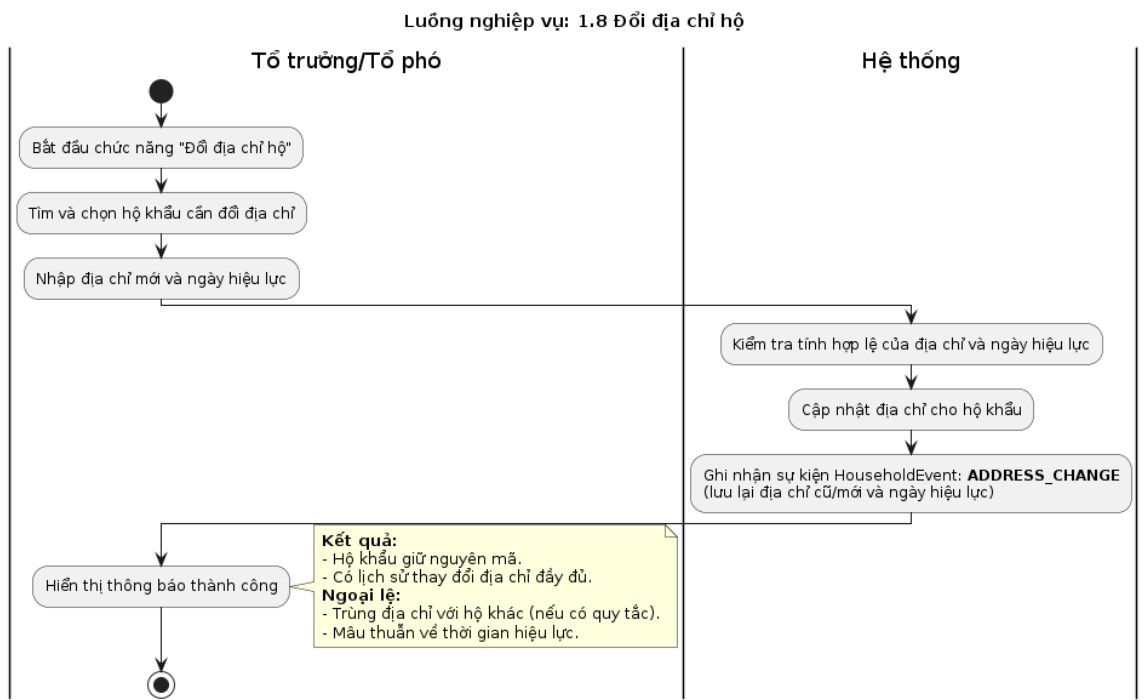 Luồng nghiệp vụ: 1.8 Đổi địa chỉ hộ
Tổ trưởng/Tổ phó
Hệ thống
Bắt đầu chức năng "Đổi địa chỉ hộ"
Tìm và chọn hộ khẩu cần đổi địa chỉ
Nhập địa chỉ mới và ngày hiệu lực
Kiểm tra tính hợp lệ của địa chỉ và ngày hiệu lực
Cập nhật địa chỉ cho hộ khẩu
Ghi nhận sự kiện HouseholdEvent: ADDRESS_CHANGE
(lưu lại địa chỉ cũ/mới và ngày hiệu lực)
Hiển thị thông báo thành công
Kết quả:
- Hộ khẩu giữ nguyên mã.
- Có lịch sử thay đổi địa chỉ đầy đủ.
Ngoại lệ:
- Trùng địa chỉ với hộ khác (nếu có quy tắc).
- Mâu thuẫn về thời gian hiệu lực.